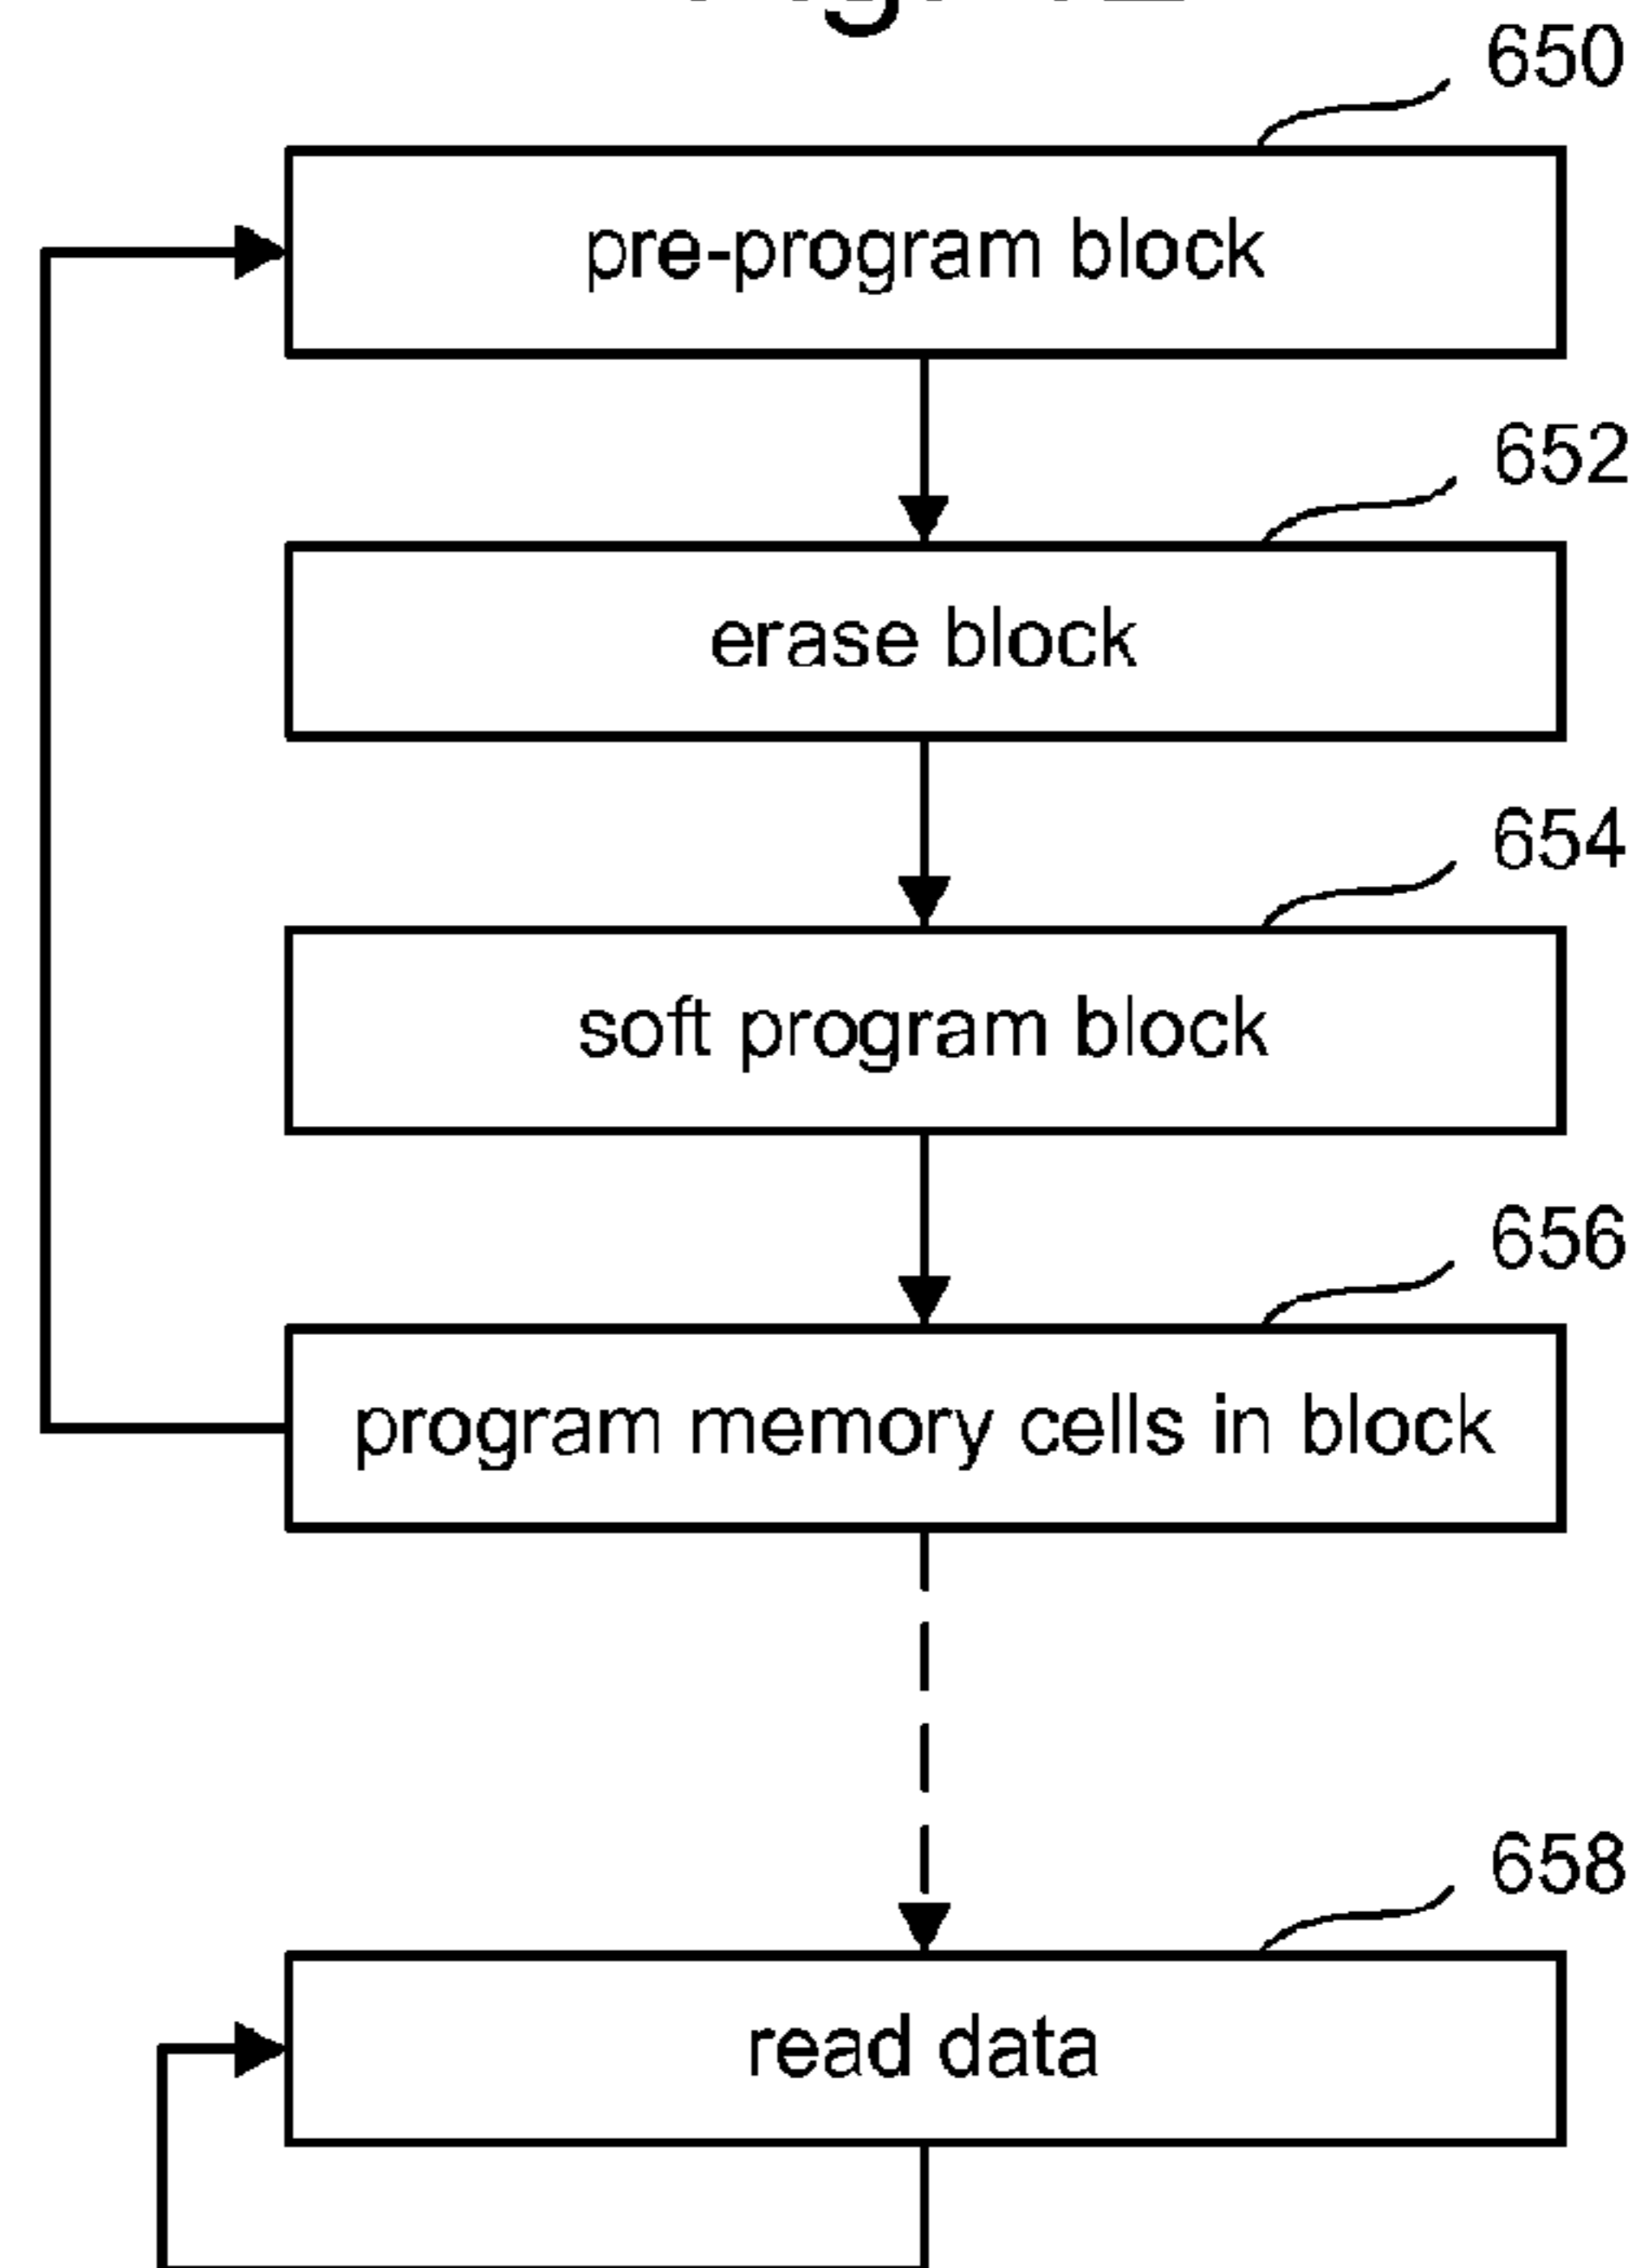 650
pre-program block
652
erase block
654
soft program block
656
program memory cells in block
658
read data